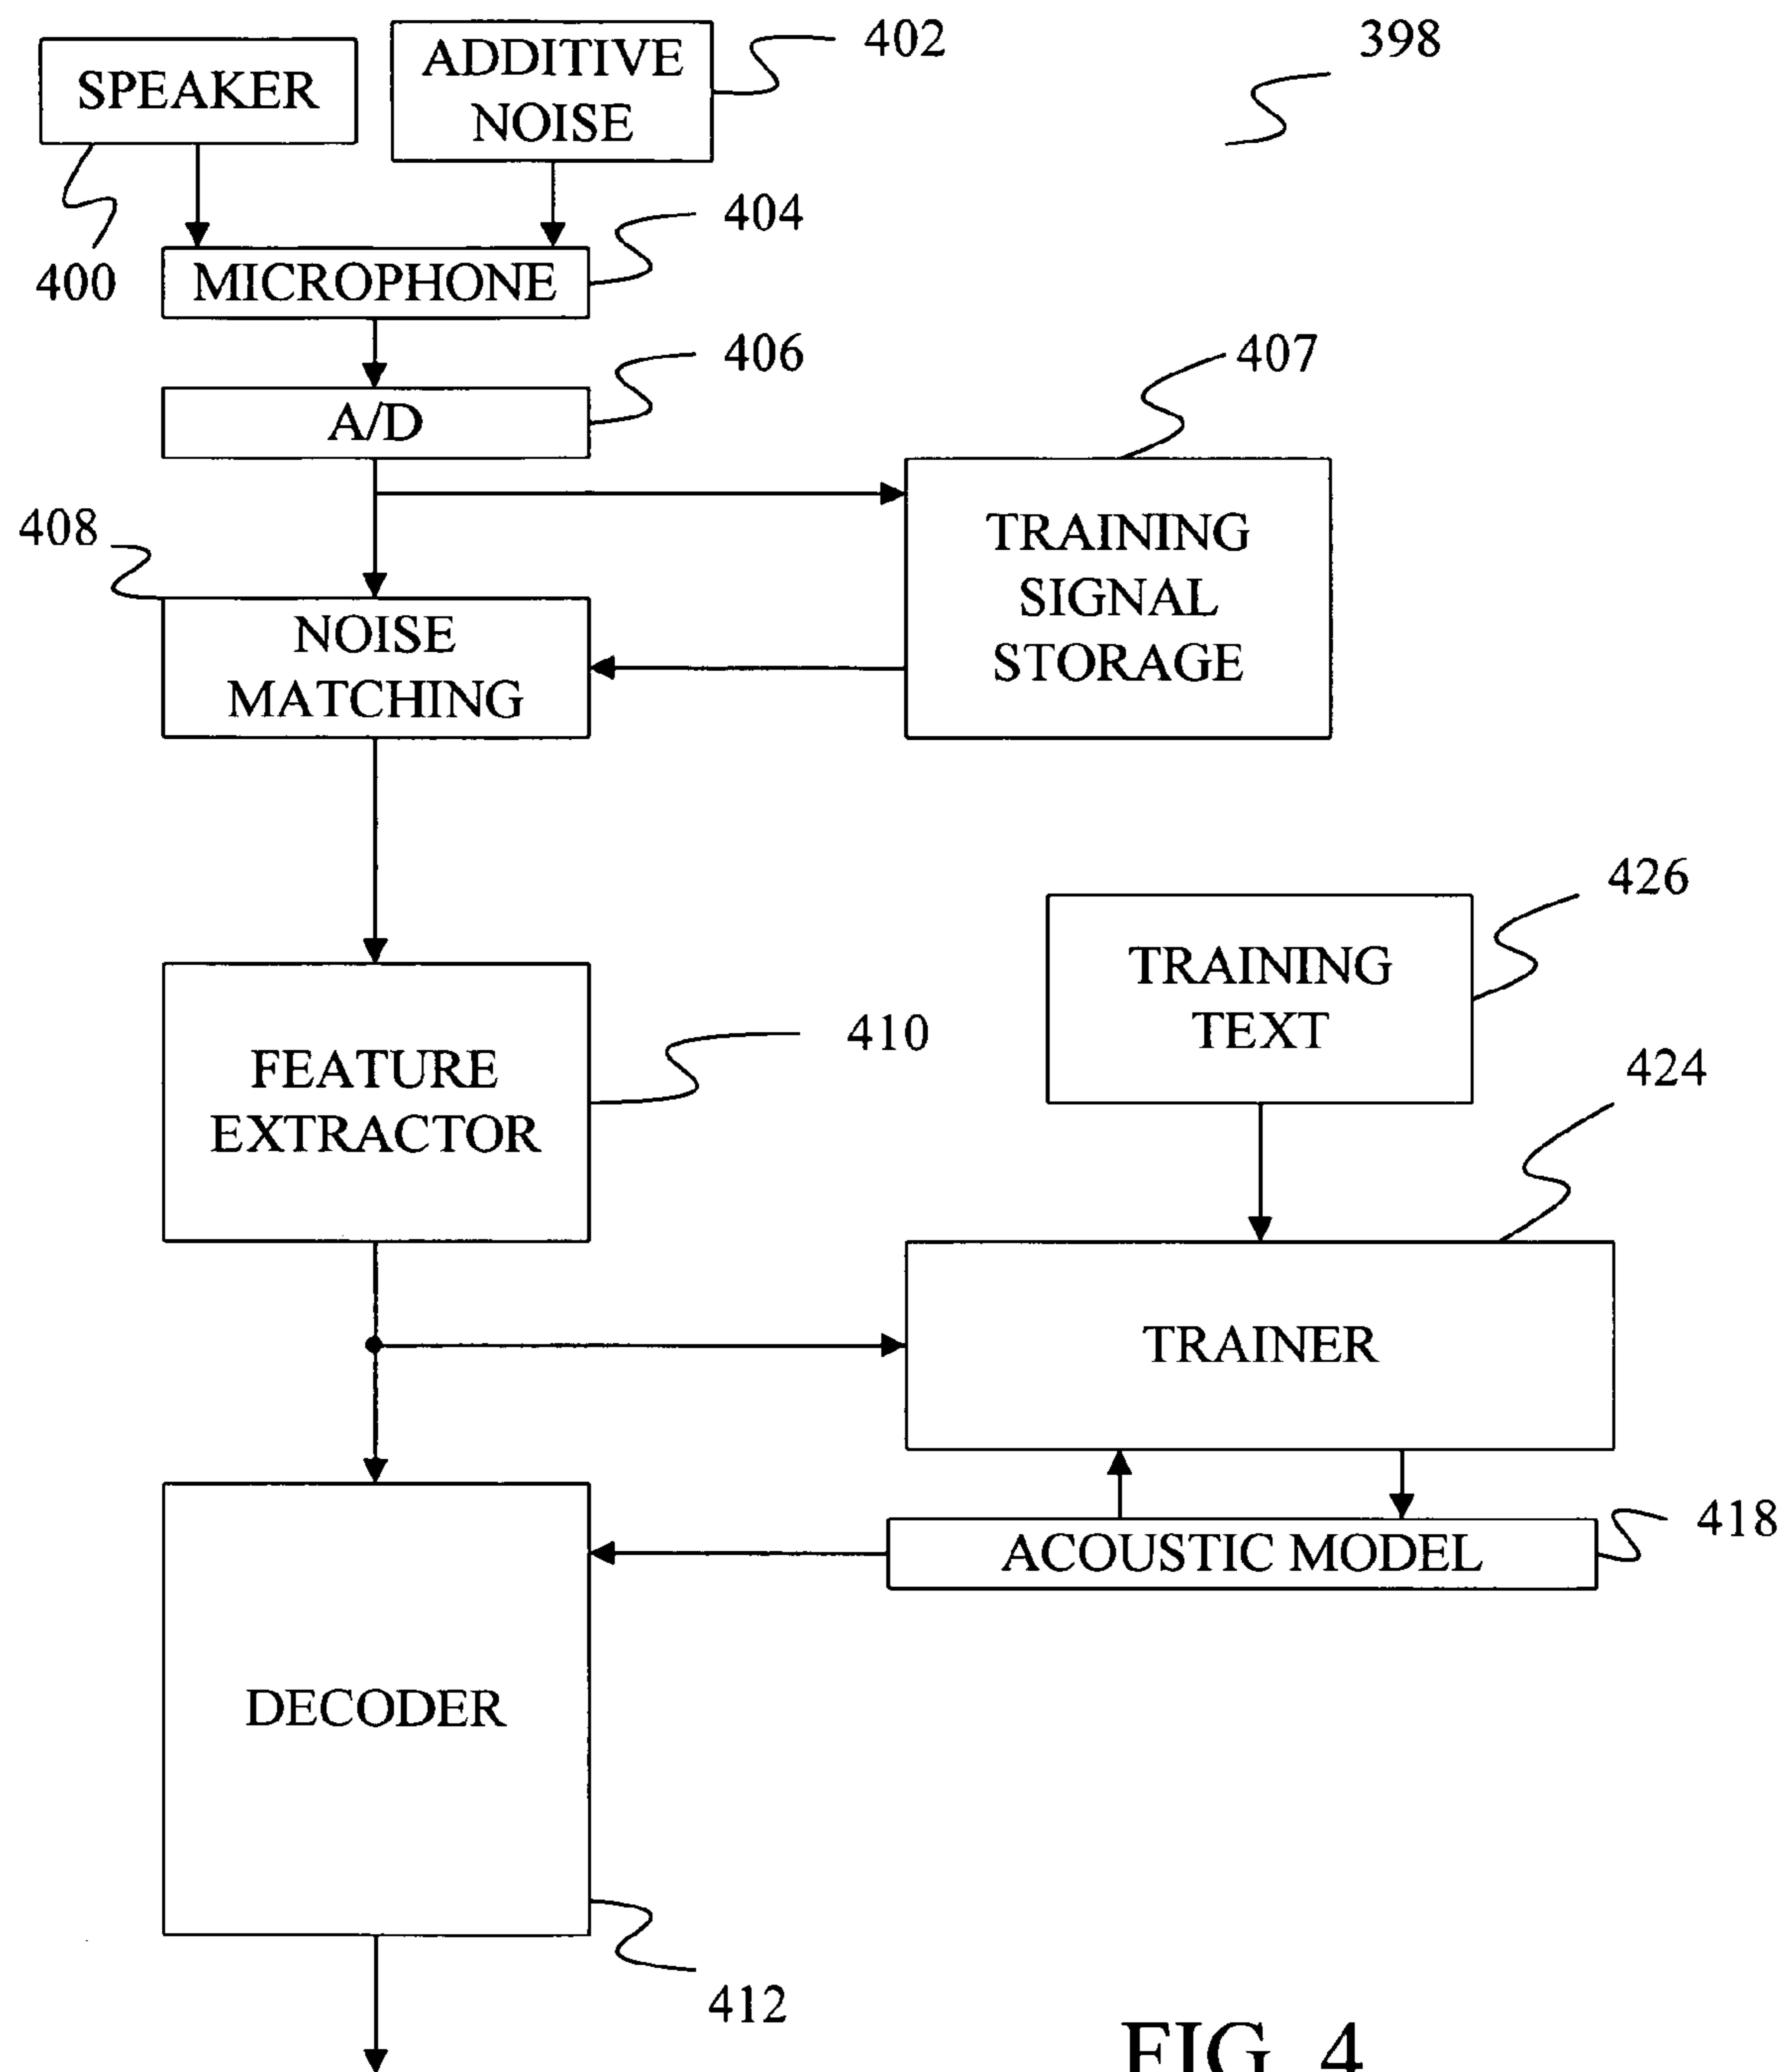 SPEAKER
ADDITIVE
NOISE
402
398
400
MICROPHONE
404
A/D
406
407
408
NOISE
MATCHING
TRAINING
SIGNAL
STORAGE
FEATURE
EXTRACTOR
410
TRAINING
TEXT
426
424
TRAINER
ACOUSTIC MODEL
418
DECODER
412
FIG. 4